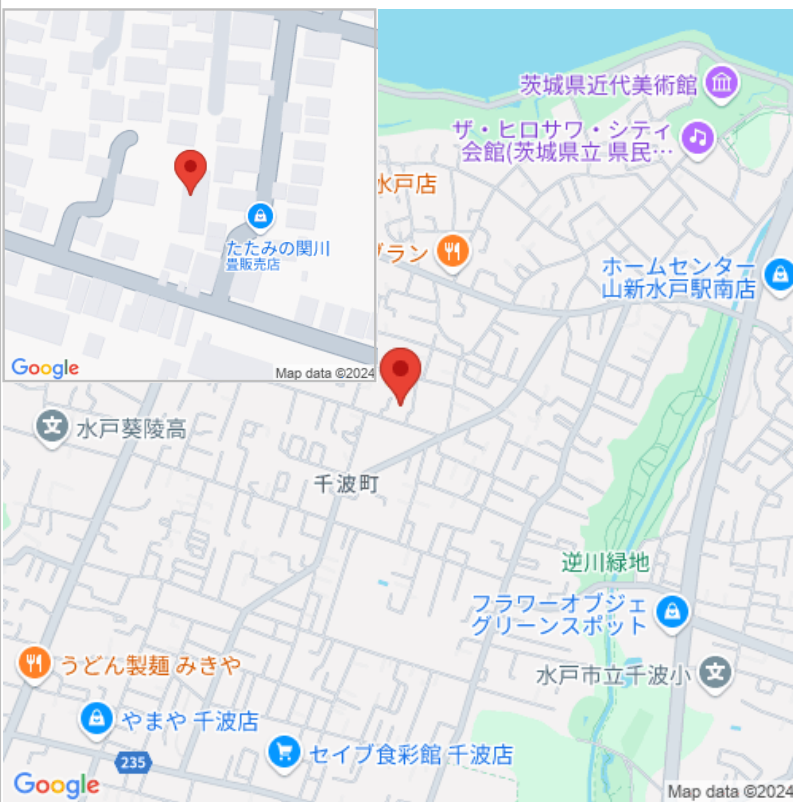 たたみの関川
畳販売店
Google
Map data ©2024
茨城県近代美術館
ザ・ヒロサワ・シティ
会館(茨城県立 県民…
水戸店
ブラン
ホームセンター
山新水戸駅南店
文
水戸葵陵高
千波町
逆川緑地
フラワーオブジェ
グリーンスポット
水戸市立千波小
文
うどん製麺 みきや
やまや 千波店
235
セイブ食彩館 千波店
Google
Map data ©2024